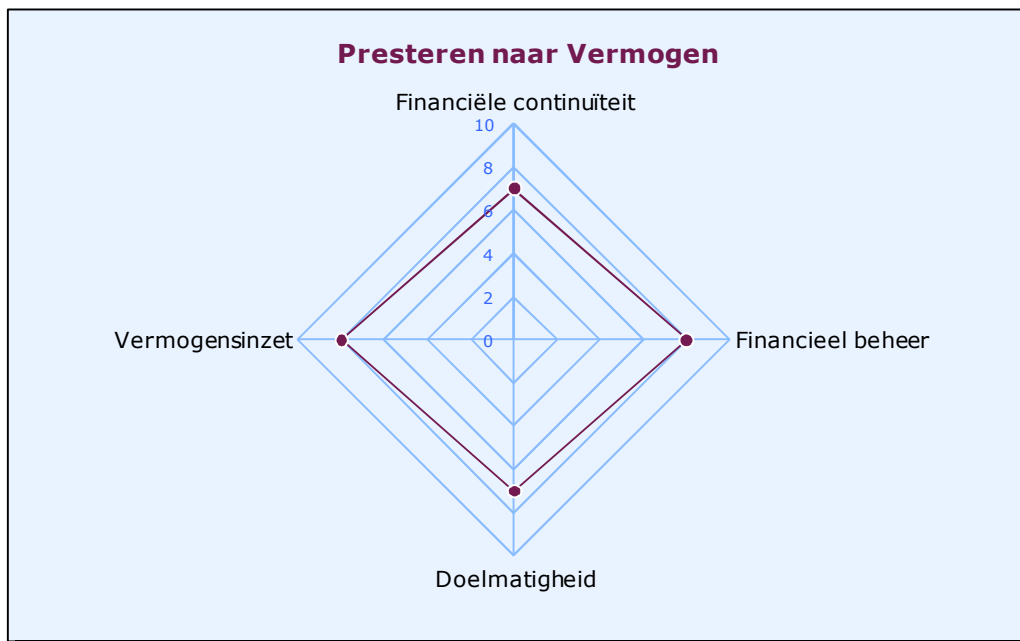 Presteren naar Vermogen
Financiële continuïteit
10
8
6
4
2
0
Vermogensinzet
Financieel beheer
Doelmatigheid